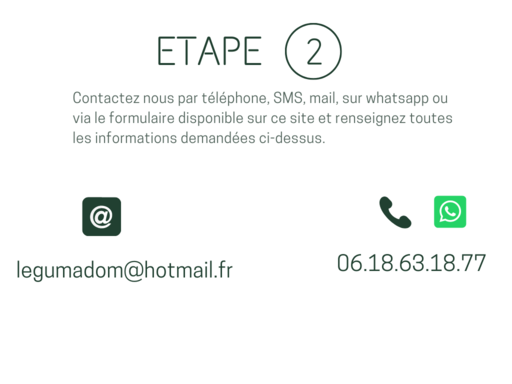 ETAPE 2
Contactez nous par téléphone, SMS, mail, sur whatsapp ou
via le formulaire disponible sur ce site et renseignez toutes
les informations demandées ci-dessus.
@
legumadom@hotmail.fr
06.18.63.18.77